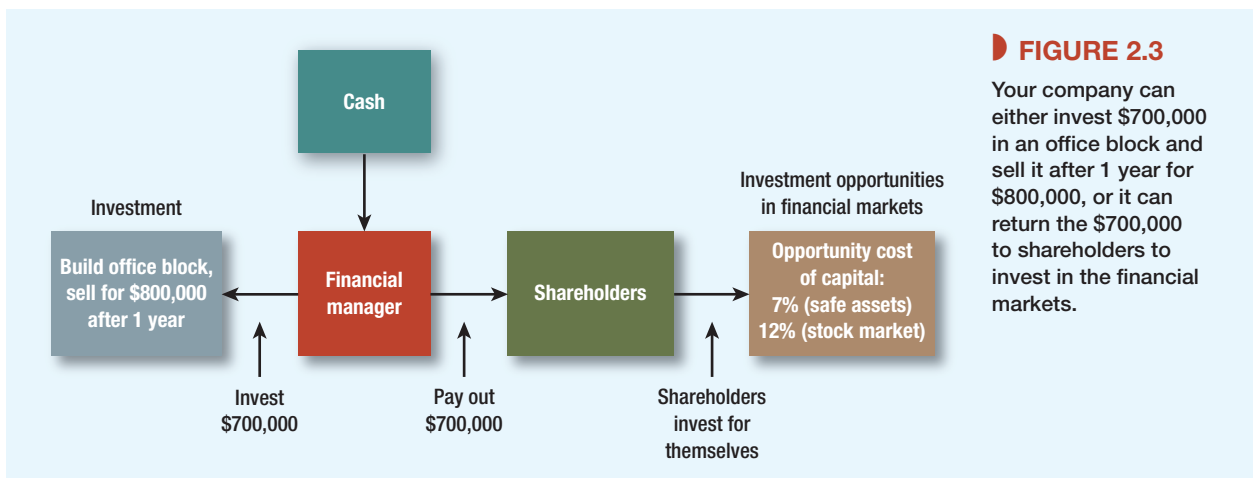 Cash
Investment
Build office block,
sell for $800,000
after 1 year
Financial
manager
Shareholders
Investment opportunities
in financial markets
Opportunity cost
of capital:
7% (safe assets)
12% (stock market)
Invest
$700,000
Pay out
$700,000
Shareholders
invest for
themselves
FIGURE 2.3
Your company can
either invest $700,000
in an office block and
sell it after 1 year for
$800,000, or it can
return the $700,000
to shareholders to
invest in the financial
markets.